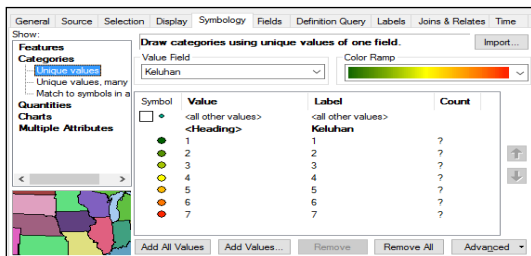 General Source Selection Display Symbology Fields Definition Query Labels Joins & Relates Time
Show:
Features
Categories
Unique values
Unique values, many
Match to symbols in a
Quantities
Charts
Multiple Attributes
Draw categories using unique values of one field.
Import...
Value Field
Keluhan
Color Ramp
Symbol Value Label Count
<all other values> <all other values>
<Heading> Keluhan
1 1 ?
2 2 ?
3 3 ?
4 4 ?
5 5 ?
6 6 ?
7 7 ?
Add All Values Add Values... Remove Remove All Advanced